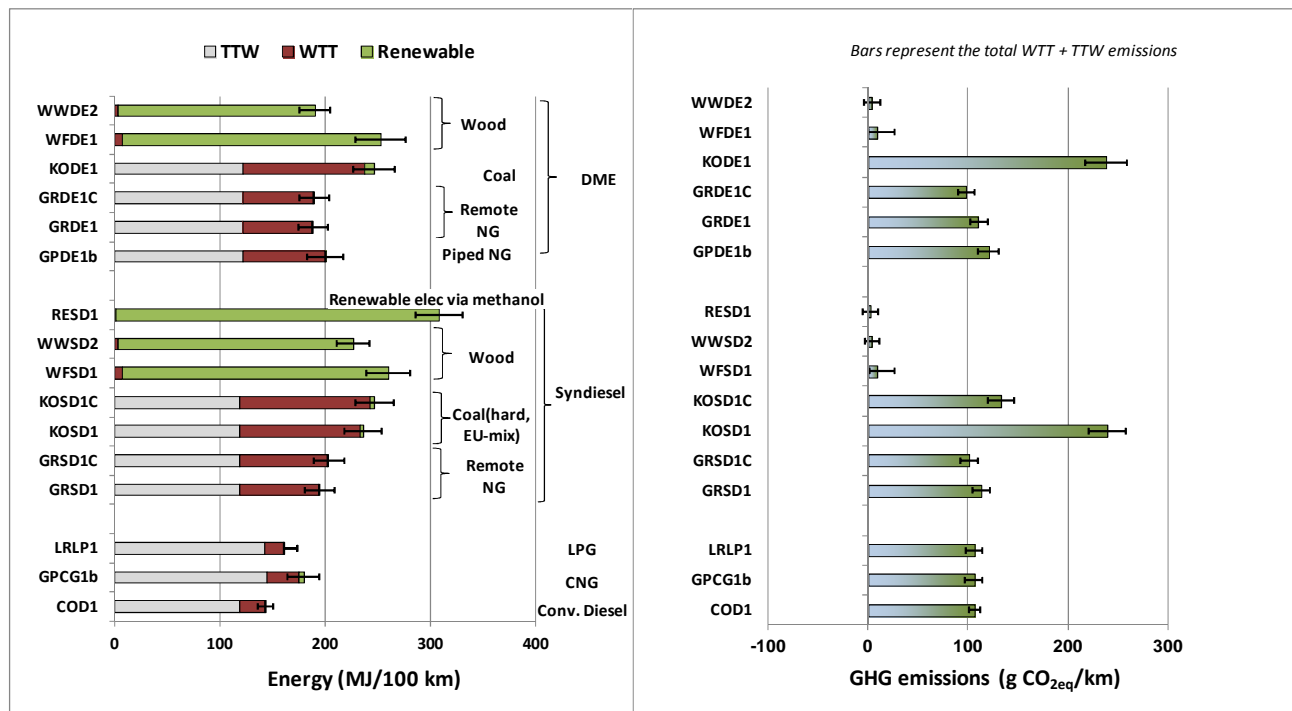 TTW WTT Renewable
WWDE2
WFDE1
KODE1
GRDE1C
GRDE1
GPDE1b
RESD1
WWSD2
WFSD1
KOSD1C
KOSD1
GRSD1C
GRSD1
LRLP1
GPCG1b
COD1
Wood
Coal
Remote
NG
Piped NG
DME
Renewable elec via methanol
Wood
Coal(hard,
EU-mix)
Remote
NG
Syndiesel
LPG
CNG
Conv. Diesel
0 100 200 300 400
Energy (MJ/100 km)
Bars represent the total WTT + TTW emissions
WWDE2
WFDE1
KODE1
GRDE1C
GRDE1
GPDE1b
RESD1
WWSD2
WFSD1
KOSD1C
KOSD1
GRSD1C
GRSD1
LRLP1
GPCG1b
COD1
-100 0 100 200 300
GHG emissions (g CO2eq/km)